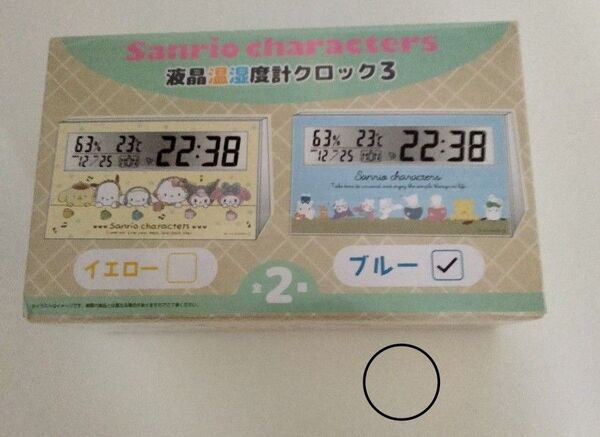 Sanrio characters
液晶温湿度計クロック3
63% 23℃ 22:38
12/25 MON
63% 23℃ 22:38
12/25 MON
Sanrio characters
Sanrio characters
イエロー
ブルー
全2種